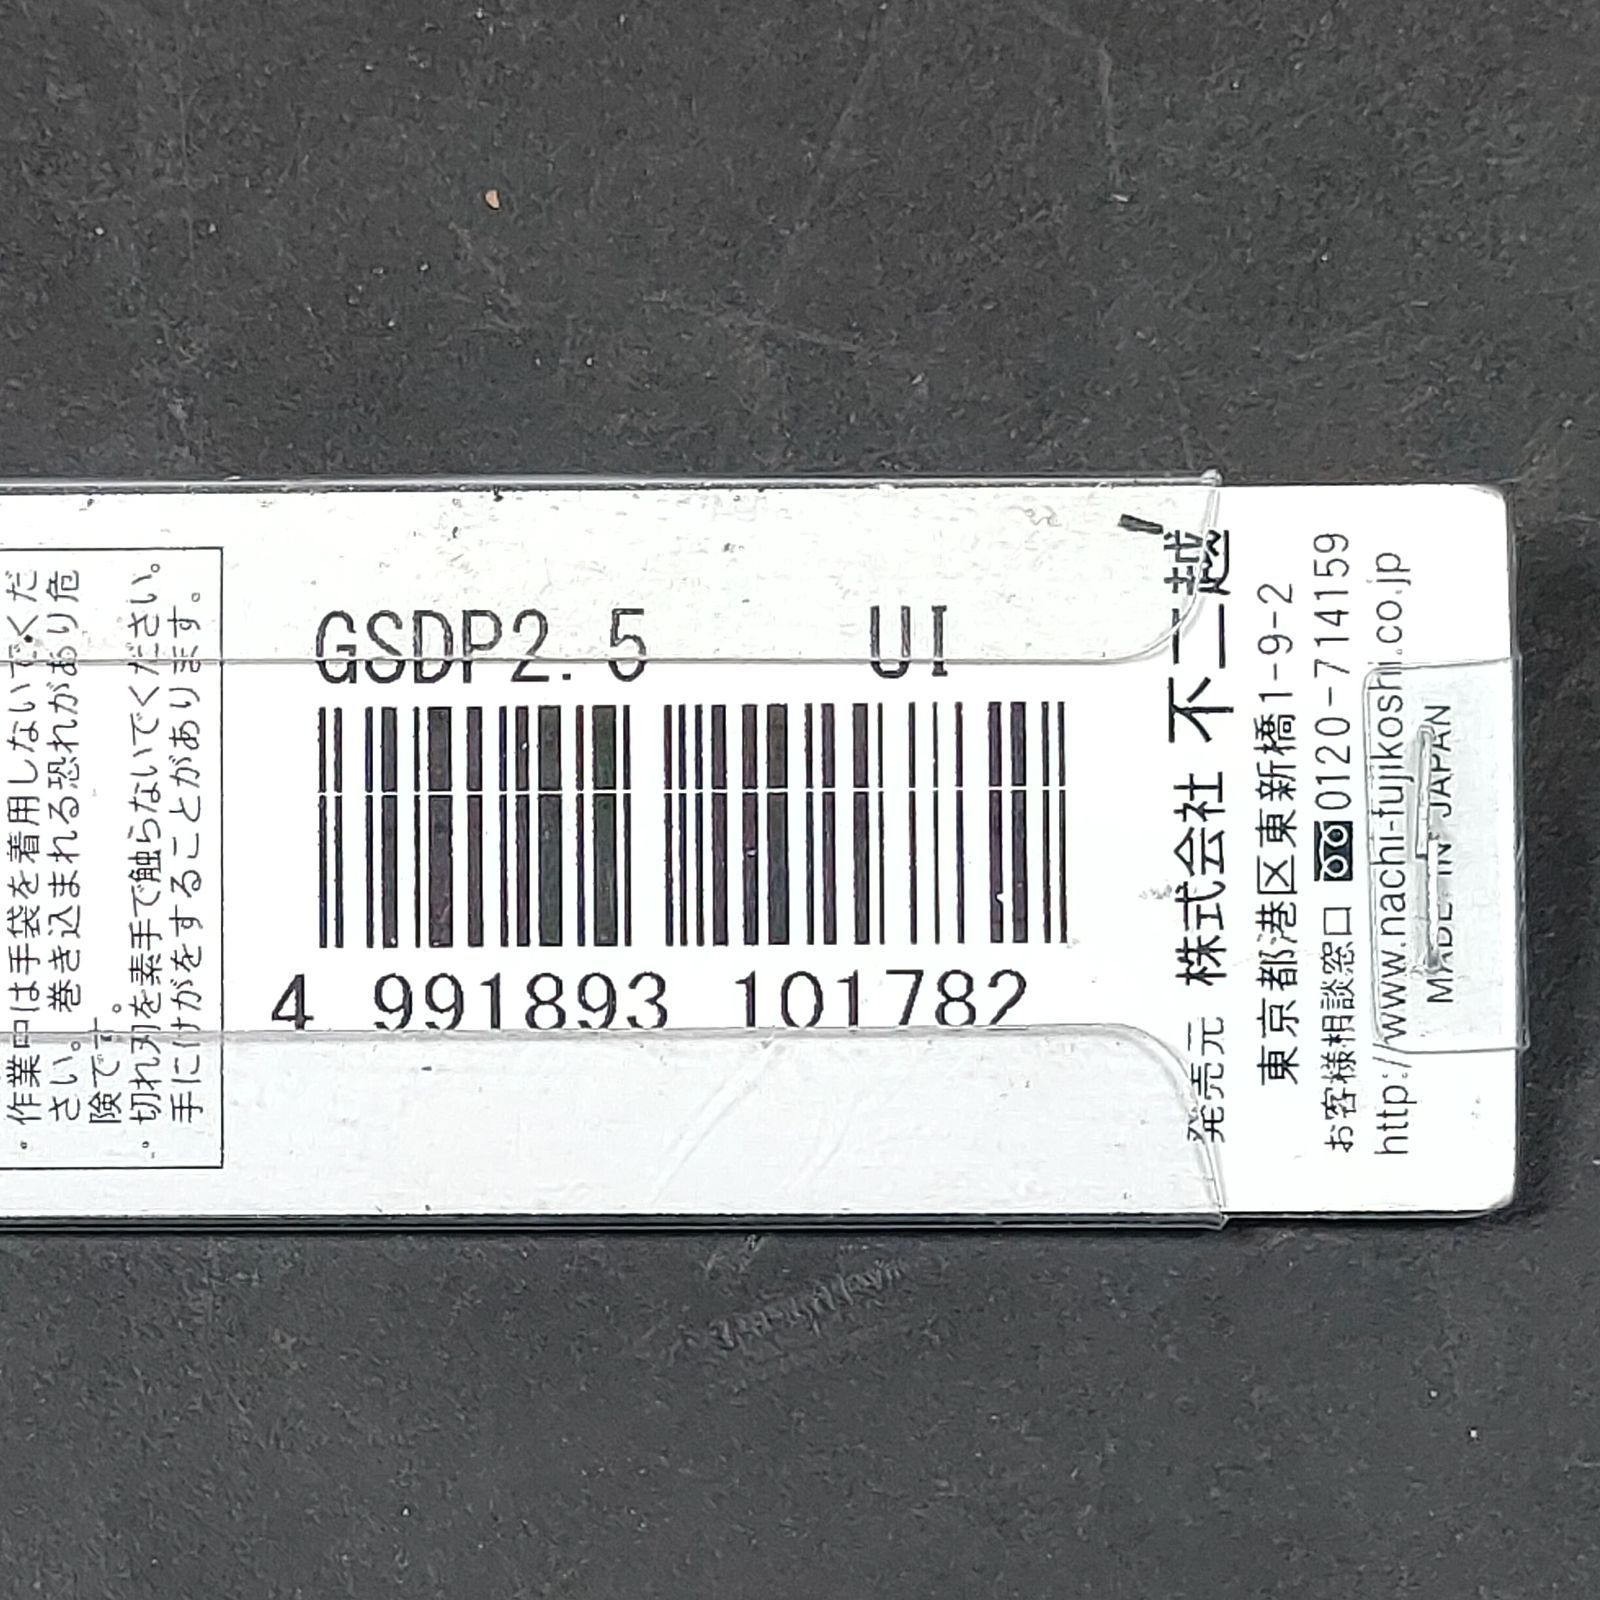 ・作業中は手袋を着用しないでくだ
さい。巻き込まれる恐れがあり危
険です。
・切れ刃を素手で触らないでください。
手にけがをすることがあります。
GSDP2.5 UI
4 991893 101782
発売元 株式会社 不二越
東京都港区東新橋1-9-2
お客様相談窓口 0120-714159
http://www.nachi-fujikoshi.co.jp
MADE IN JAPAN